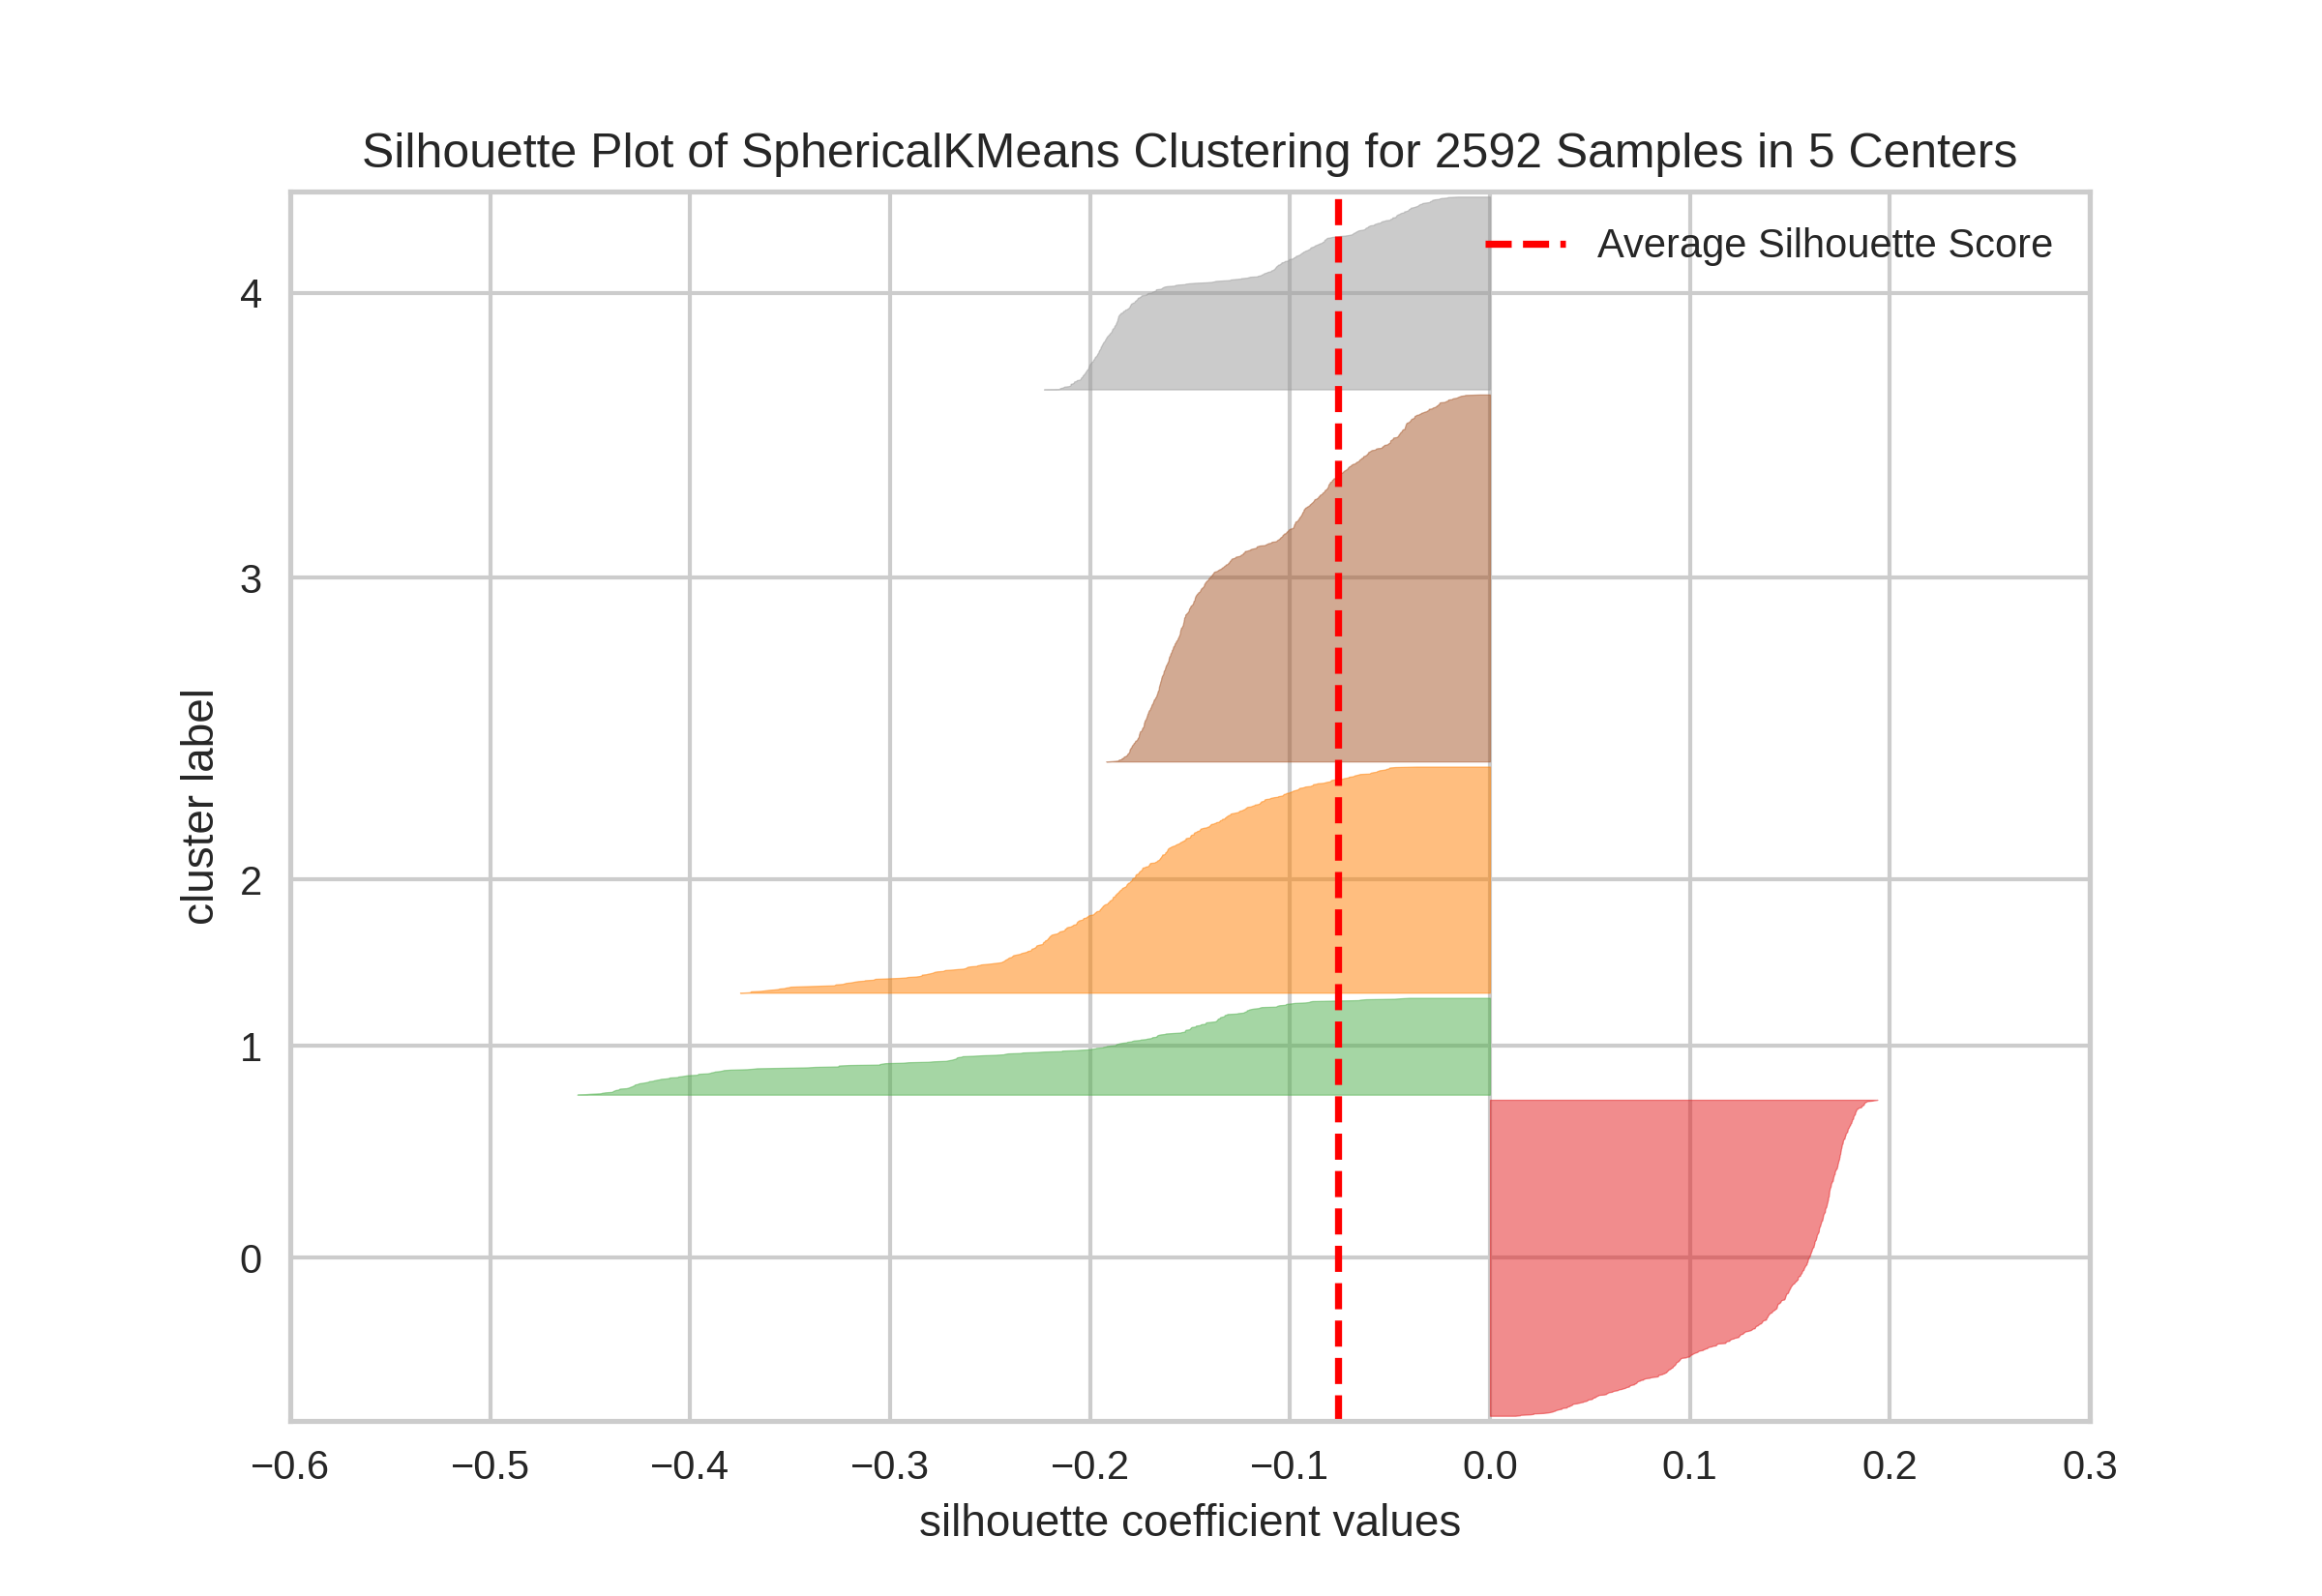 Silhouette Plot of SphericalKMeans Clustering for 2592 Samples in 5 Centers
Average Silhouette Score
4
3
2
1
0
cluster label
−0.6 −0.5 −0.4 −0.3 −0.2 −0.1 0.0 0.1 0.2 0.3
silhouette coefficient values